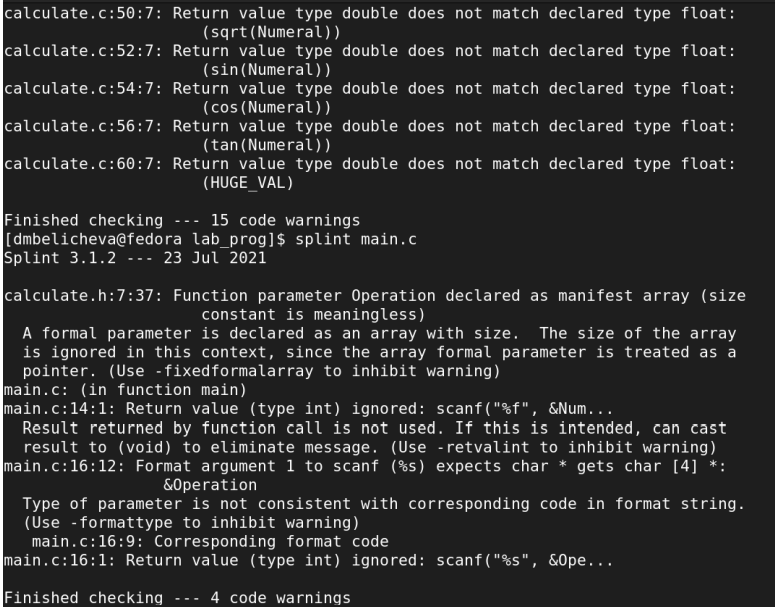 calculate.c:50:7: Return value type double does not match declared type float:
(sqrt(Numeral))
calculate.c:52:7: Return value type double does not match declared type float:
(sin(Numeral))
calculate.c:54:7: Return value type double does not match declared type float:
(cos(Numeral))
calculate.c:56:7: Return value type double does not match declared type float:
(tan(Numeral))
calculate.c:60:7: Return value type double does not match declared type float:
(HUGE_VAL)
Finished checking --- 15 code warnings
[dmbelicheva@fedora lab_prog]$ splint main.c
Splint 3.1.2 --- 23 Jul 2021
calculate.h:7:37: Function parameter Operation declared as manifest array (size
constant is meaningless)
A formal parameter is declared as an array with size.  The size of the array
is ignored in this context, since the array formal parameter is treated as a
pointer. (Use -fixedformalarray to inhibit warning)
main.c: (in function main)
main.c:14:1: Return value (type int) ignored: scanf("%f", &Num...
Result returned by function call is not used. If this is intended, can cast
result to (void) to eliminate message. (Use -retvalint to inhibit warning)
main.c:16:12: Format argument 1 to scanf (%s) expects char * gets char [4] *:
&Operation
Type of parameter is not consistent with corresponding code in format string.
(Use -formattype to inhibit warning)
main.c:16:9: Corresponding format code
main.c:16:1: Return value (type int) ignored: scanf("%s", &Ope...
Finished checking --- 4 code warnings